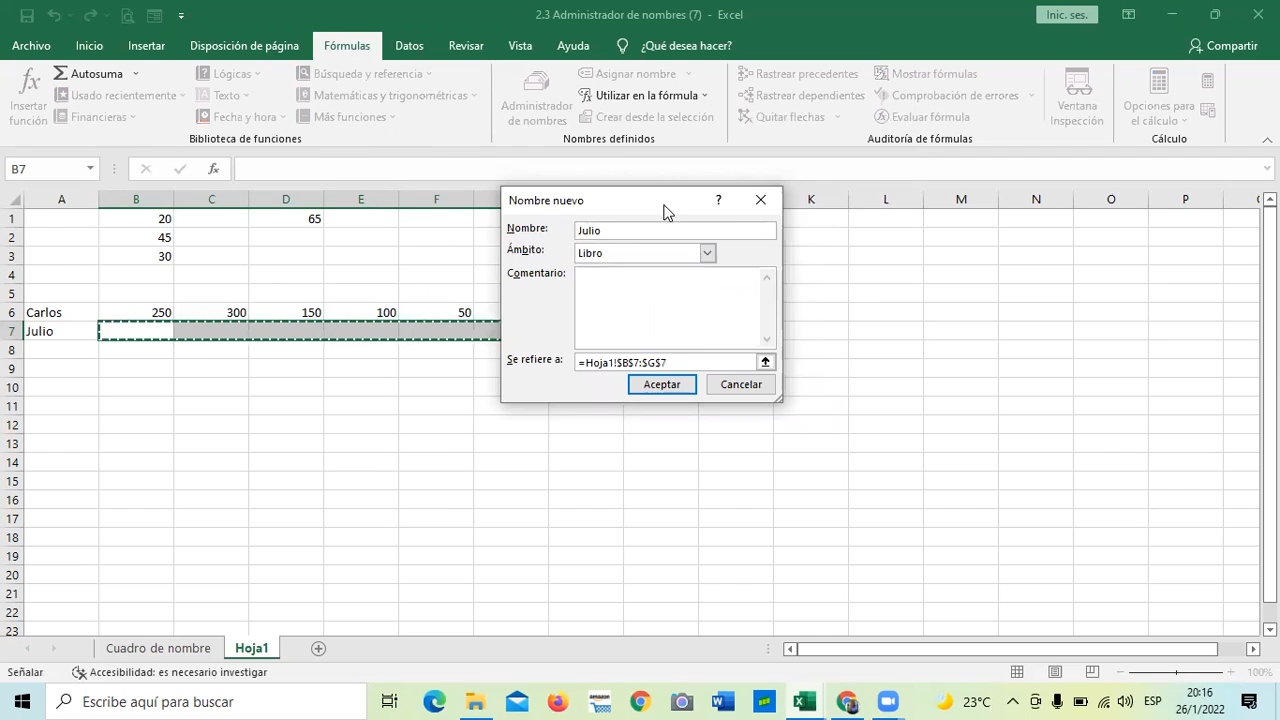 2.3 Administrador de nombres (7) - Excel
Inic. ses.
Archivo Inicio Insertar Disposición de página Fórmulas Datos Revisar Vista Ayuda ¿Qué desea hacer? Compartir
Insertar función
Autosuma
Usado recientemente
Financieras
Lógicas
Texto
Fecha y hora
Búsqueda y referencia
Matemáticas y trigonométricas
Más funciones
Biblioteca de funciones
Administrador de nombres
Asignar nombre
Utilizar en la fórmula
Crear desde la selección
Nombres definidos
Rastrear precedentes
Rastrear dependientes
Quitar flechas
Mostrar fórmulas
Comprobación de errores
Evaluar fórmula
Auditoría de fórmulas
Ventana Inspección
Opciones para el cálculo
Cálculo
B7
fx
A B C D E F K L M N O P
1 20 65
2 45
3 30
4
5
6 Carlos 250 300 150 100 50
7 Julio
8
9
10
11
12
13
14
15
16
17
18
19
20
21
22
23
Nombre nuevo ?
Nombre: Julio
Ámbito: Libro
Comentario:
Se refiere a: =Hoja1!$B$7:$G$7
Aceptar Cancelar
Cuadro de nombre Hoja1
Señalar Accesibilidad: es necesario investigar 100%
Escribe aquí para buscar
23°C ESP
20:16
26/1/2022